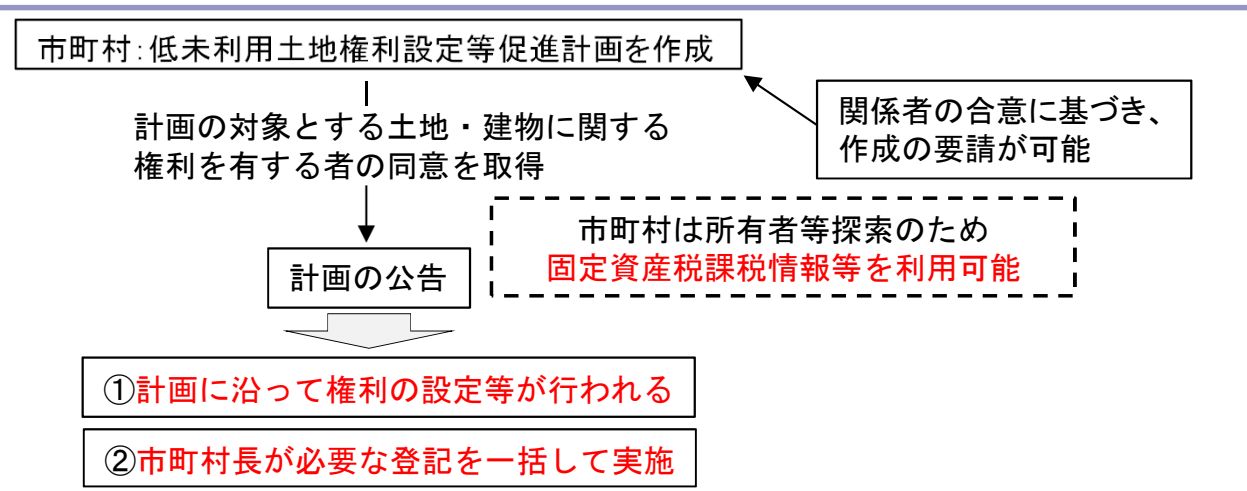 市町村:低未利用土地権利設定等促進計画を作成
関係者の合意に基づき、
作成の要請が可能
計画の対象とする土地・建物に関する
権利を有する者の同意を取得
市町村は所有者等探索のため
固定資産税課税情報等を利用可能
計画の公告
①計画に沿って権利の設定等が行われる
②市町村長が必要な登記を一括して実施